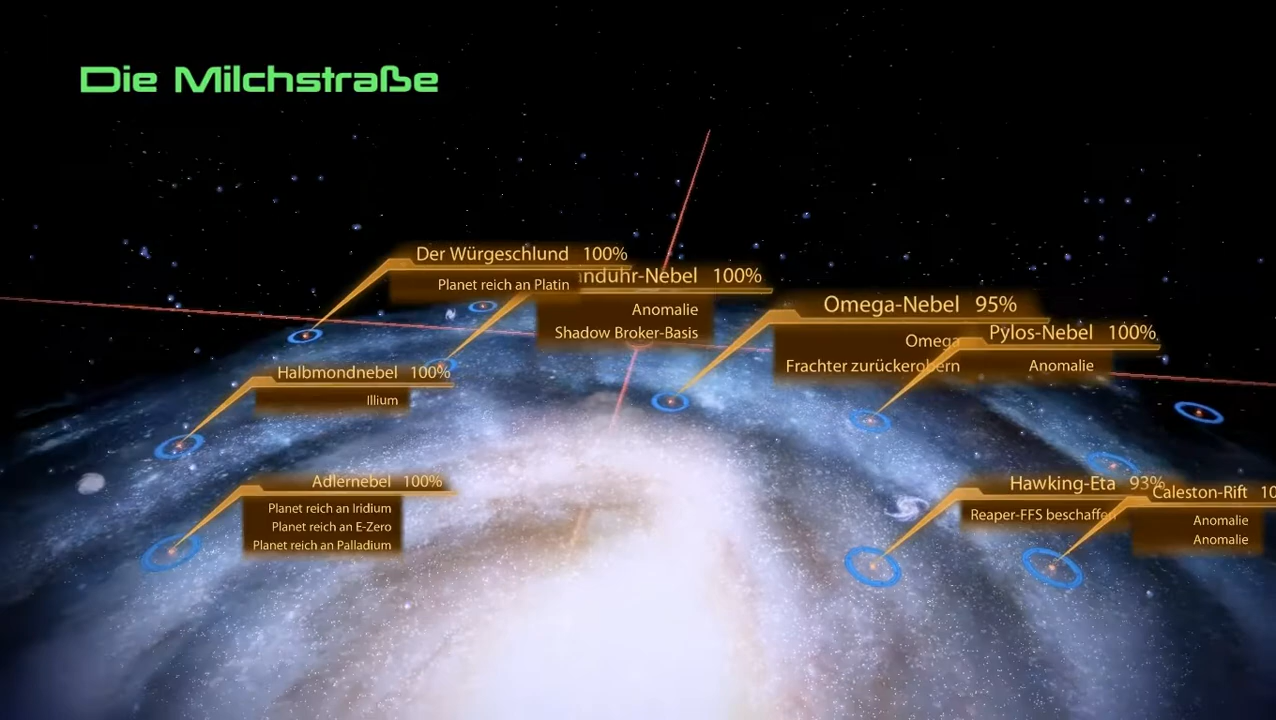 Die Milchstraße
Der Würgeschlund 100%
Planet reich an Platin
nduhr-Nebel 100%
Anomalie
Shadow Broker-Basis
Omega-Nebel 95%
Omega
Frachter zurückerobern
Pylos-Nebel 100%
Anomalie
Halbmondnebel 100%
Illium
Adlernebel 100%
Planet reich an Iridium
Planet reich an E-Zero
Planet reich an Palladium
Hawking-Eta 93%
Reaper-FFS beschaffen
Caleston-Rift 10
Anomalie
Anomalie